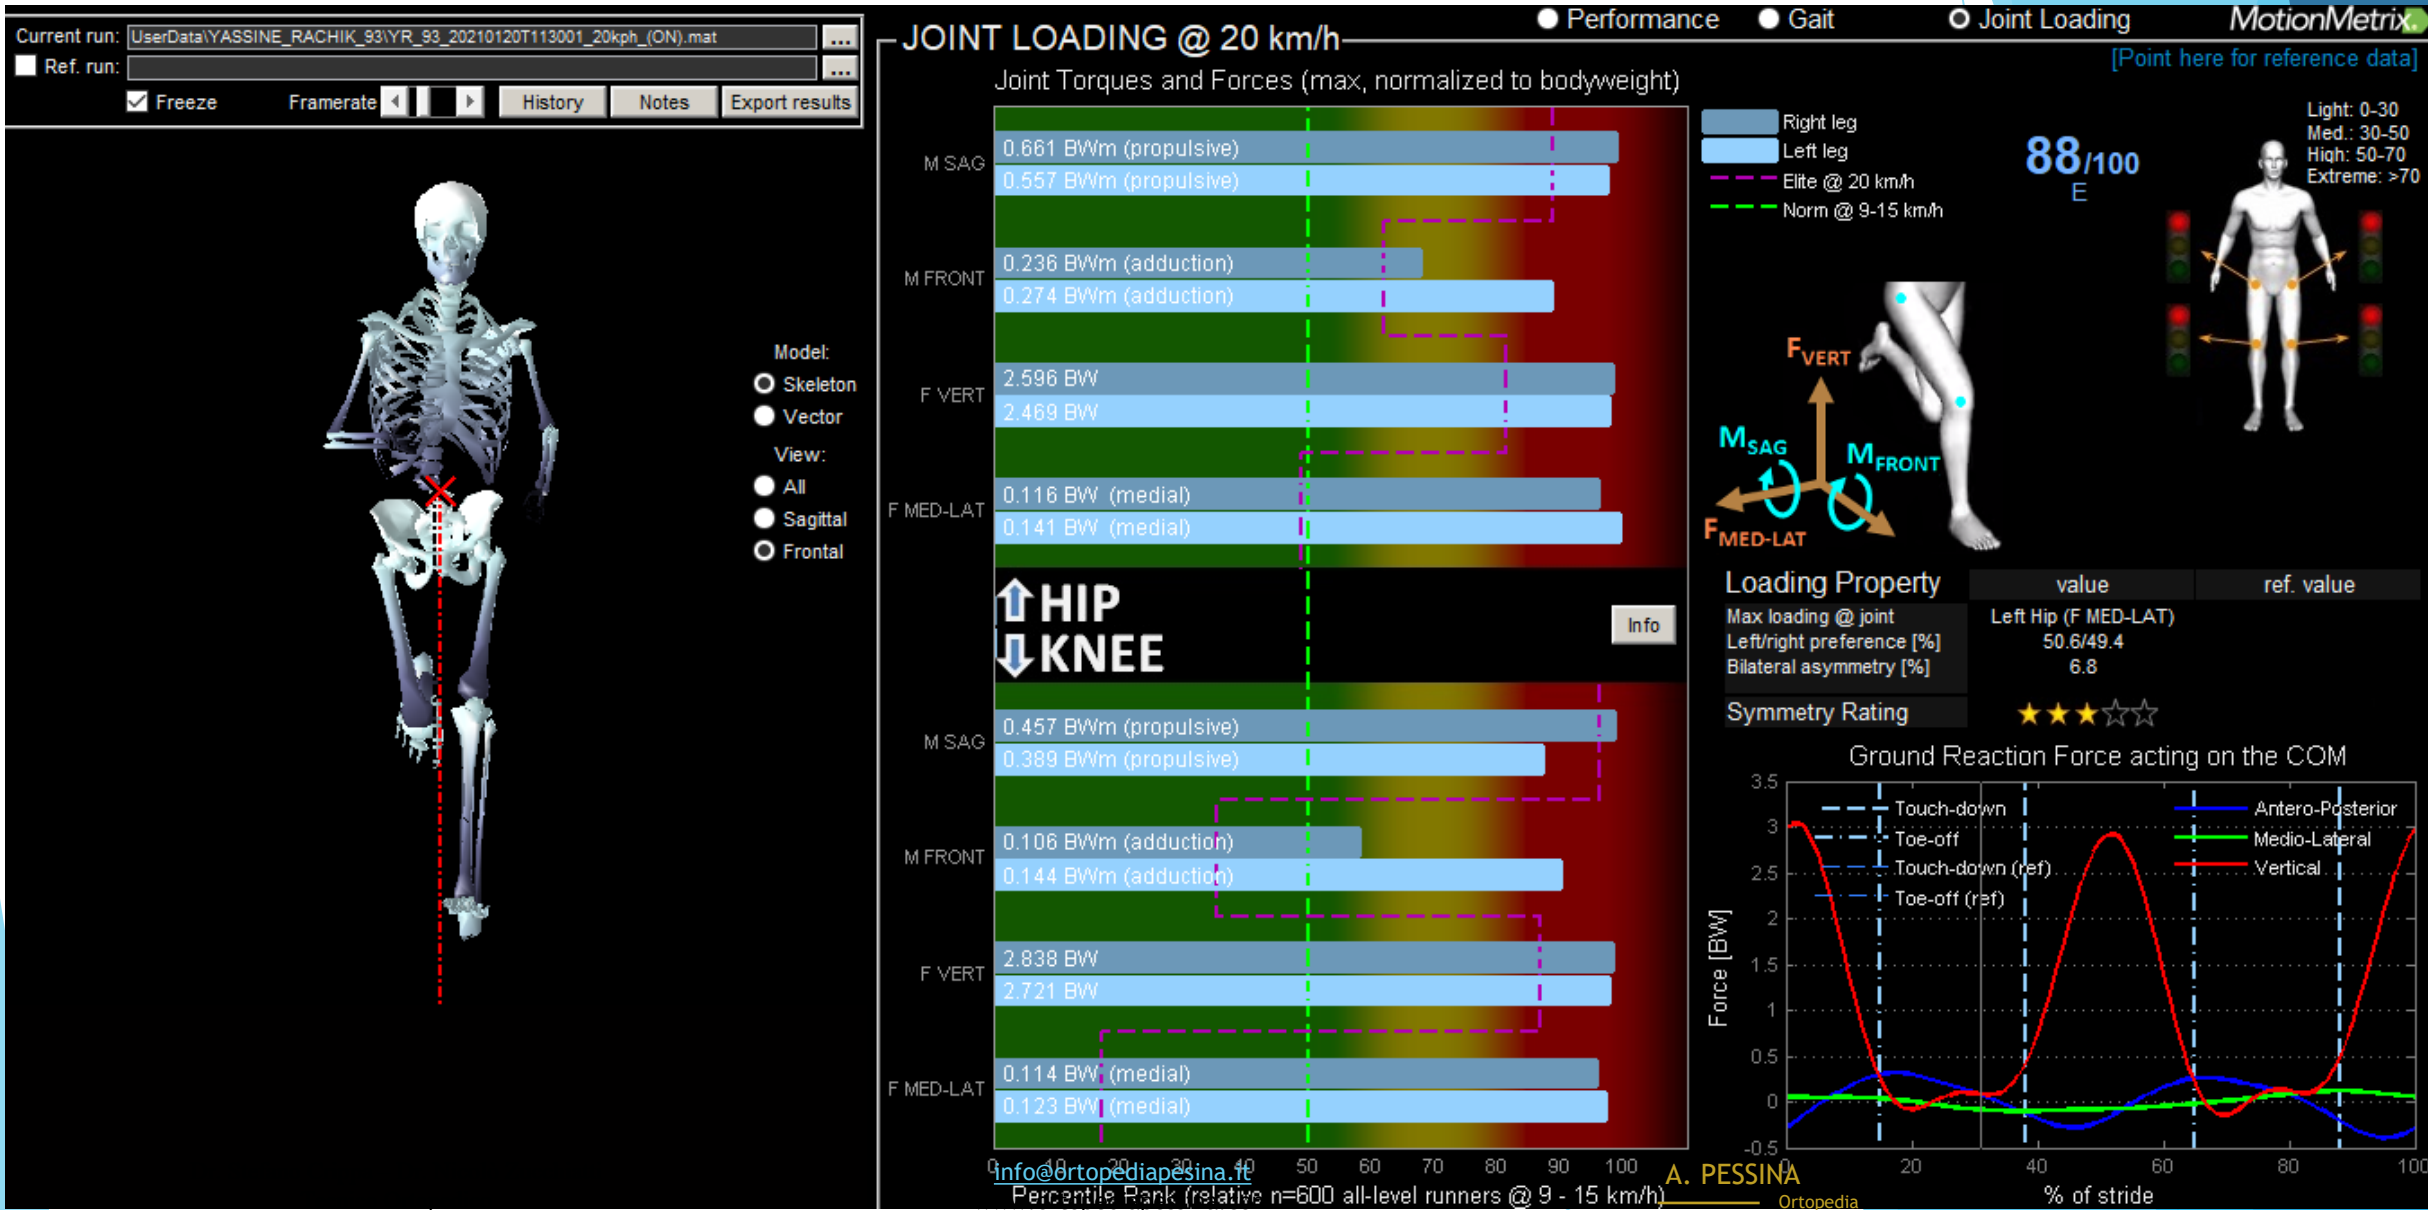 Current run: UserData\YASSINE_RACHIK_93\YR_93_20210120T113001_20kph_(ON).mat ...
Ref. run: ...
Freeze Framerate History Notes Export results
Model:
Skeleton
Vector
View:
All
Sagittal
Frontal
Performance Gait Joint Loading MotionMetrix.
JOINT LOADING @ 20 km/h
[Point here for reference data]
Joint Torques and Forces (max, normalized to bodyweight)
M SAG
0.661 BWm (propulsive)
0.557 BWm (propulsive)
M FRONT
0.236 BWm (adduction)
0.274 BWm (adduction)
F VERT
2.596 BW
2.469 BW
F MED-LAT
0.116 BW (medial)
0.141 BW (medial)
HIP
KNEE
Info
M SAG
0.457 BWm (propulsive)
0.389 BWm (propulsive)
M FRONT
0.106 BWm (adduction)
0.144 BWm (adduction)
F VERT
2.838 BW
2.721 BW
F MED-LAT
0.114 BW (medial)
0.123 BW (medial)
0 10 20 30 40 50 60 70 80 90 100
info@ortopediapesina.it
Percentile Rank (relative n=600 all-level runners @ 9 - 15 km/h)
A. PESSINA
Ortopedia
Right leg
Left leg
Elite @ 20 km/h
Norm @ 9-15 km/h
88/100
E
Light: 0-30
Med.: 30-50
High: 50-70
Extreme: >70
FVERT
MSAG
MFRONT
FMED-LAT
Loading Property value ref. value
Max loading @ joint Left Hip (F MED-LAT)
Left/right preference [%] 50.6/49.4
Bilateral asymmetry [%] 6.8
Symmetry Rating
Ground Reaction Force acting on the COM
Touch-down
Toe-off
Touch-down (ref)
Toe-off (ref)
Antero-Posterior
Medio-Lateral
Vertical
Force [BW]
3.5
3
2.5
2
1.5
1
0.5
0
-0.5
0 20 40 60 80 100
% of stride